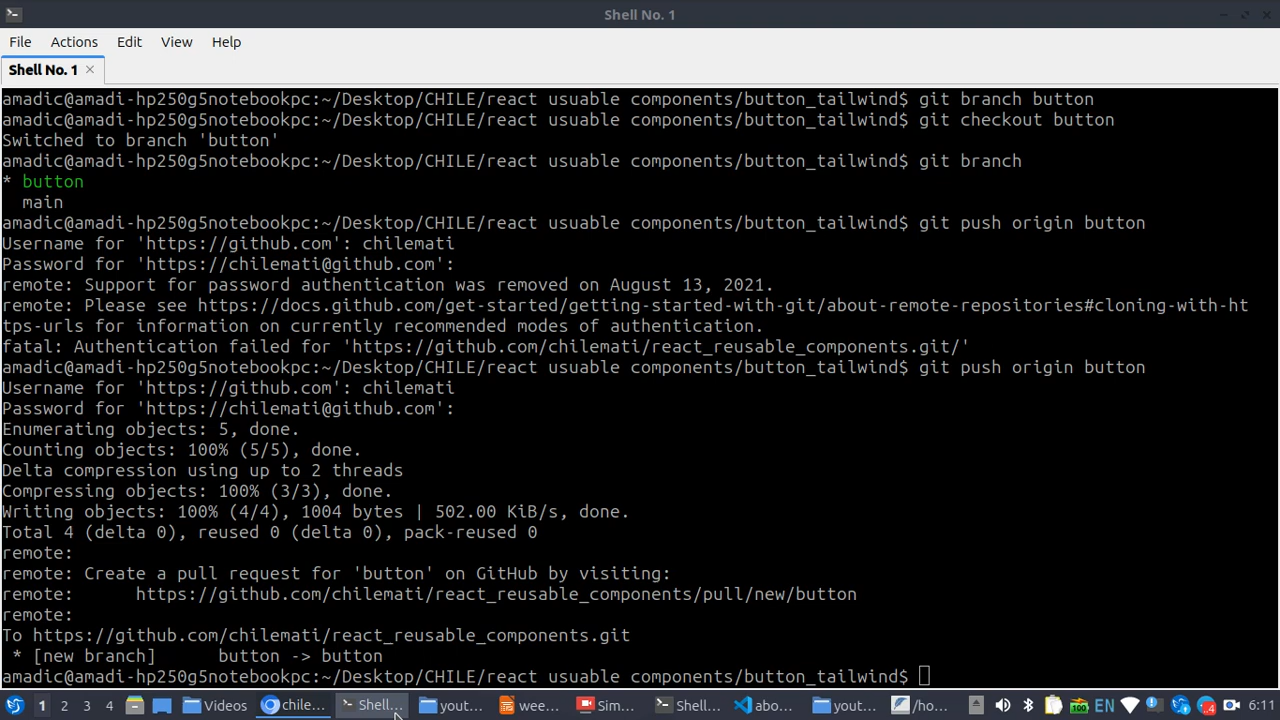 Shell No. 1
File Actions Edit View Help
Shell No. 1
amadic@amadi-hp250g5notebookpc:~/Desktop/CHILE/react usuable components/button_tailwind$ git branch button
amadic@amadi-hp250g5notebookpc:~/Desktop/CHILE/react usuable components/button_tailwind$ git checkout button
Switched to branch 'button'
amadic@amadi-hp250g5notebookpc:~/Desktop/CHILE/react usuable components/button_tailwind$ git branch
* button
main
amadic@amadi-hp250g5notebookpc:~/Desktop/CHILE/react usuable components/button_tailwind$ git push origin button
Username for 'https://github.com': chilemati
Password for 'https://chilemati@github.com':
remote: Support for password authentication was removed on August 13, 2021.
remote: Please see https://docs.github.com/get-started/getting-started-with-git/about-remote-repositories#cloning-with-ht
tps-urls for information on currently recommended modes of authentication.
fatal: Authentication failed for 'https://github.com/chilemati/react_reusable_components.git/'
amadic@amadi-hp250g5notebookpc:~/Desktop/CHILE/react usuable components/button_tailwind$ git push origin button
Username for 'https://github.com': chilemati
Password for 'https://chilemati@github.com':
Enumerating objects: 5, done.
Counting objects: 100% (5/5), done.
Delta compression using up to 2 threads
Compressing objects: 100% (3/3), done.
Writing objects: 100% (4/4), 1004 bytes | 502.00 KiB/s, done.
Total 4 (delta 0), reused 0 (delta 0), pack-reused 0
remote:
remote: Create a pull request for 'button' on GitHub by visiting:
remote: https://github.com/chilemati/react_reusable_components/pull/new/button
remote:
To https://github.com/chilemati/react_reusable_components.git
* [new branch] button -> button
amadic@amadi-hp250g5notebookpc:~/Desktop/CHILE/react usuable components/button_tailwind$
1 2 3 4 Videos chile... Shell... yout... wee... Sim... Shell... abo... yout... /ho... 100 EN ..4 6:11